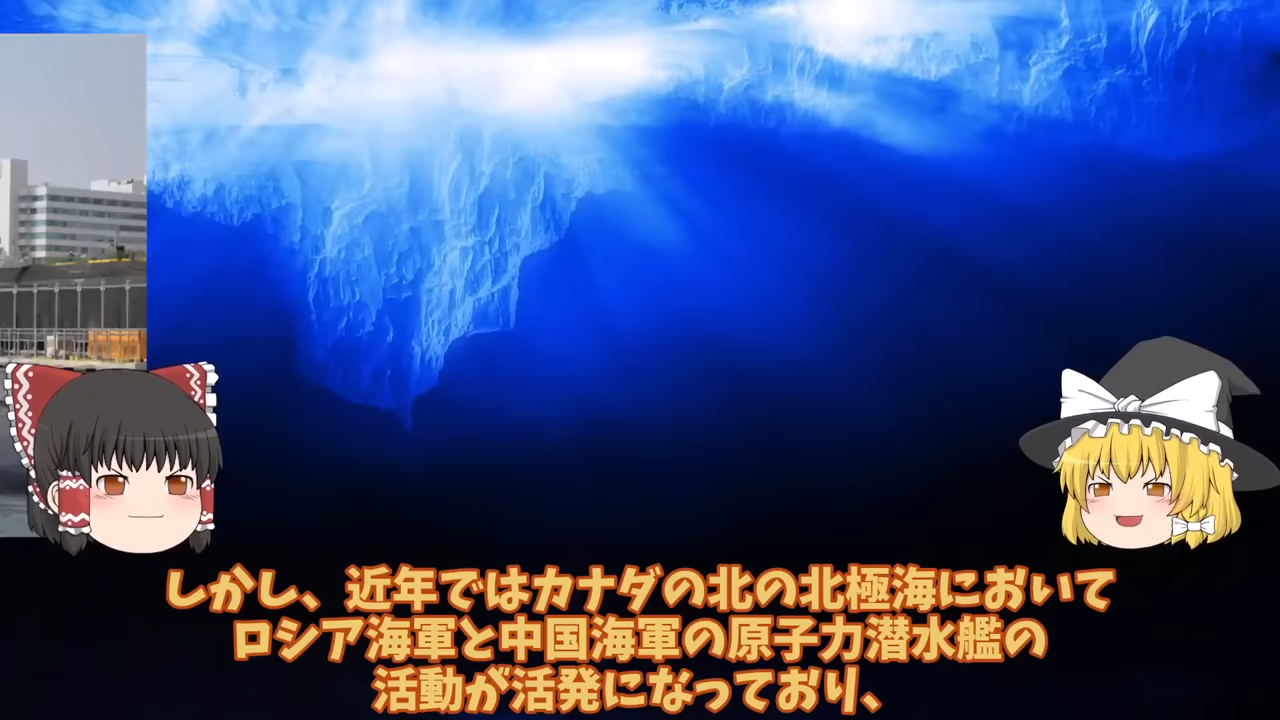 しかし、近年ではカナダの北の北極海において
ロシア海軍と中国海軍の原子力潜水艦の
活動が活発になっており、